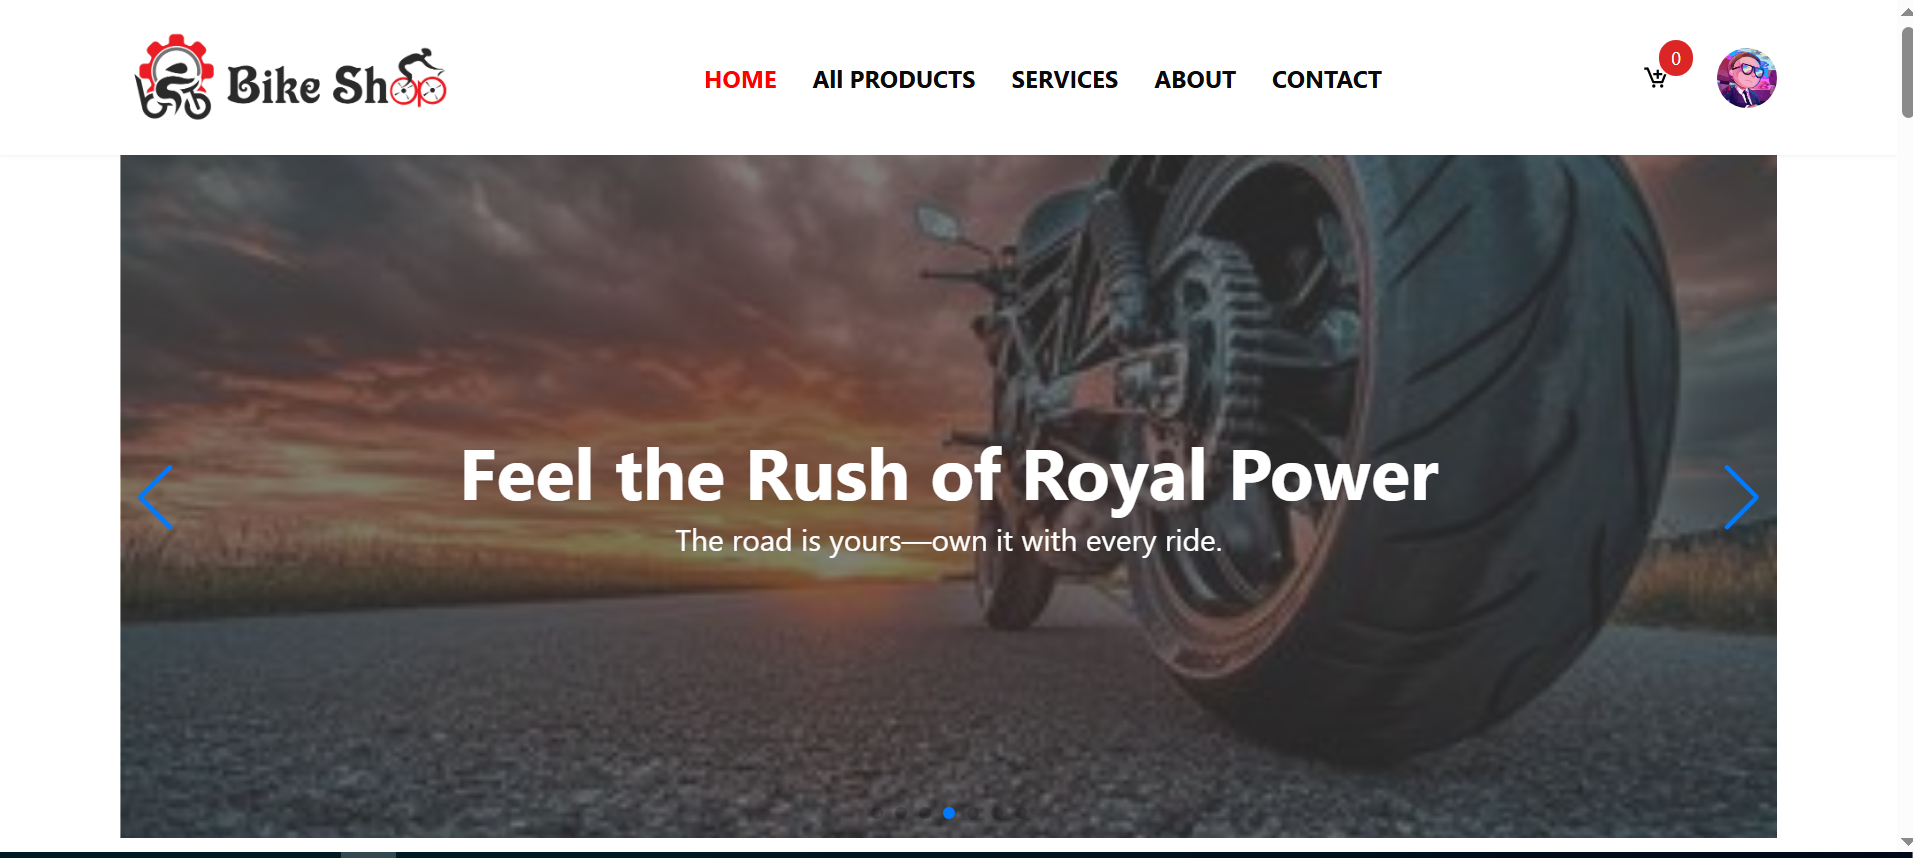 Bike Shop
HOME
All PRODUCTS
SERVICES
ABOUT
CONTACT
0
Feel the Rush of Royal Power
The road is yours—own it with every ride.